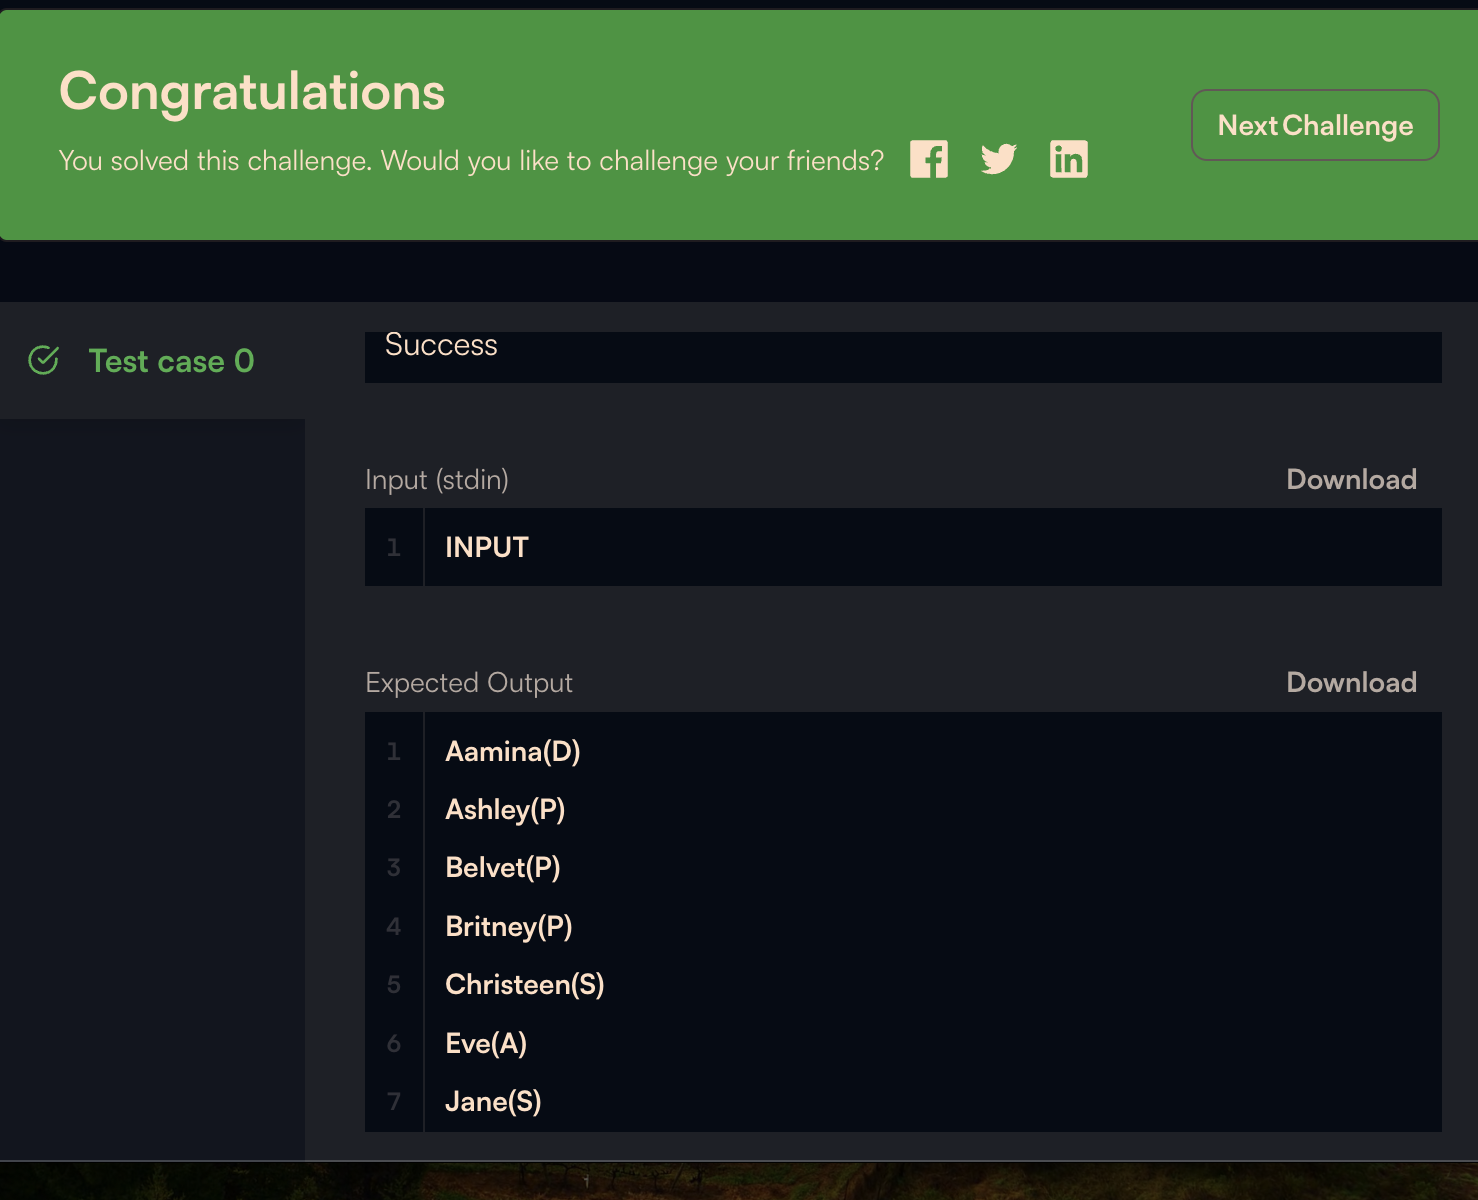 Congratulations
You solved this challenge. Would you like to challenge your friends?
Next Challenge
Test case 0
Success
Input (stdin)
Download
1 INPUT
Expected Output
Download
1 Aamina(D)
2 Ashley(P)
3 Belvet(P)
4 Britney(P)
5 Christeen(S)
6 Eve(A)
7 Jane(S)